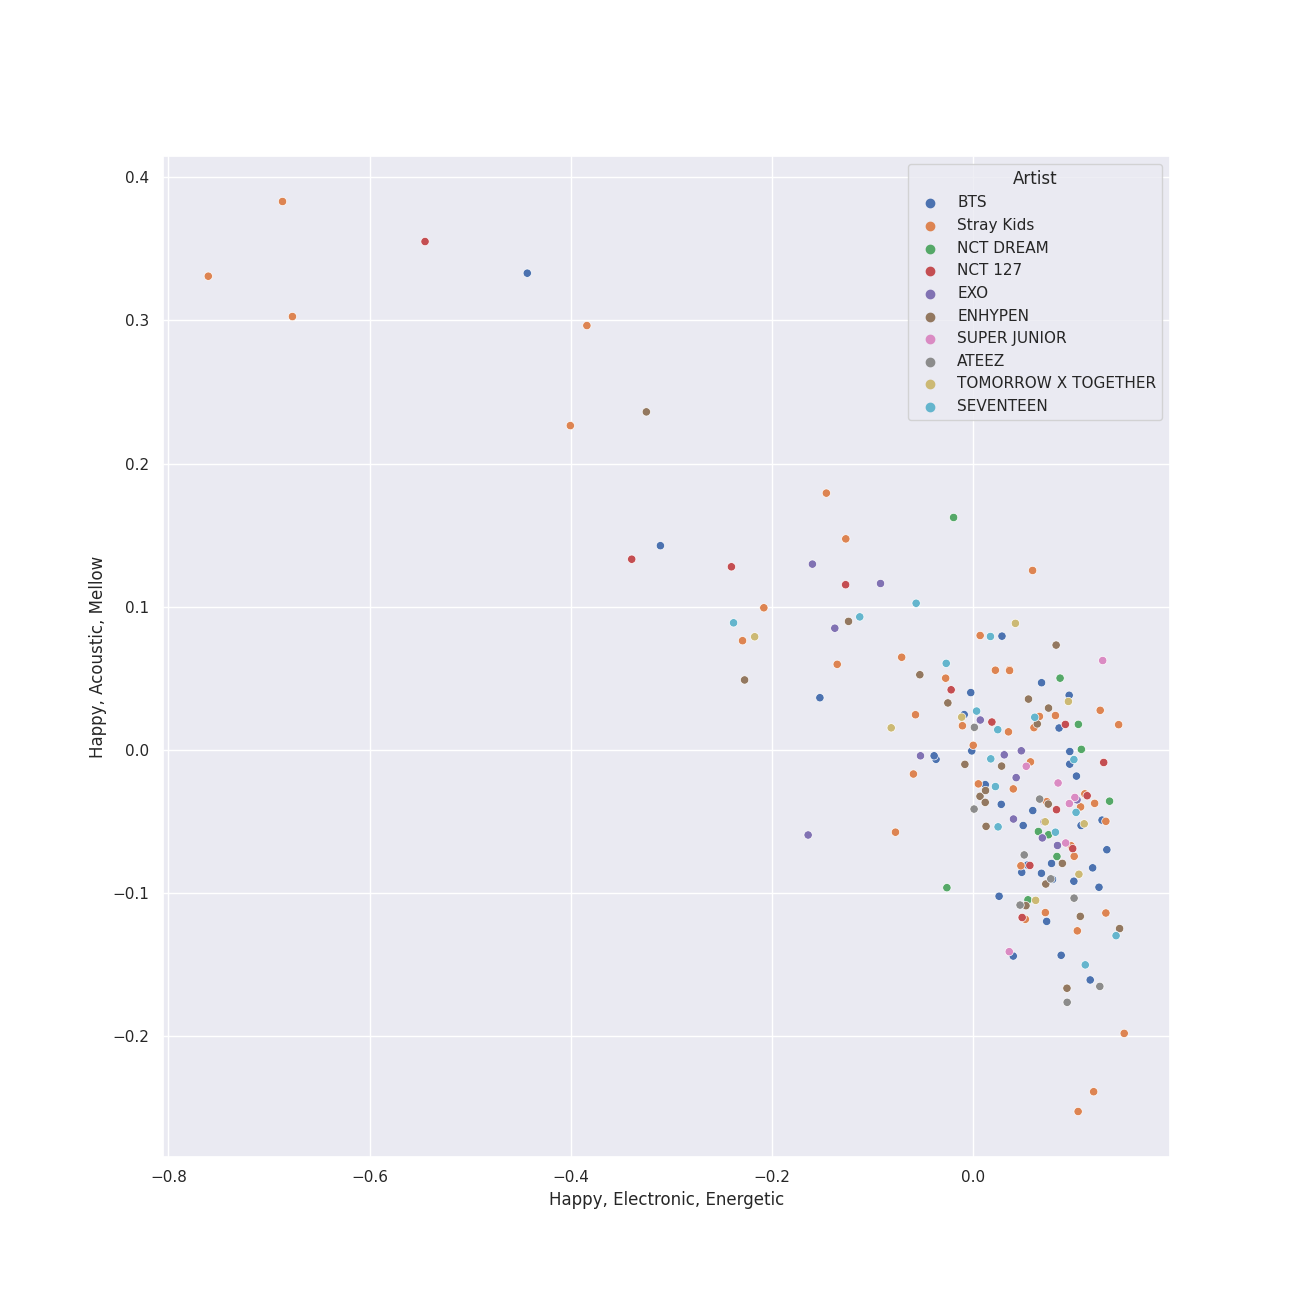 Artist
BTS
Stray Kids
NCT DREAM
NCT 127
EXO
ENHYPEN
SUPER JUNIOR
ATEEZ
TOMORROW X TOGETHER
SEVENTEEN
0.4
0.3
0.2
0.1
0.0
−0.1
−0.2
Happy, Acoustic, Mellow
−0.8
−0.6
−0.4
−0.2
0.0
Happy, Electronic, Energetic